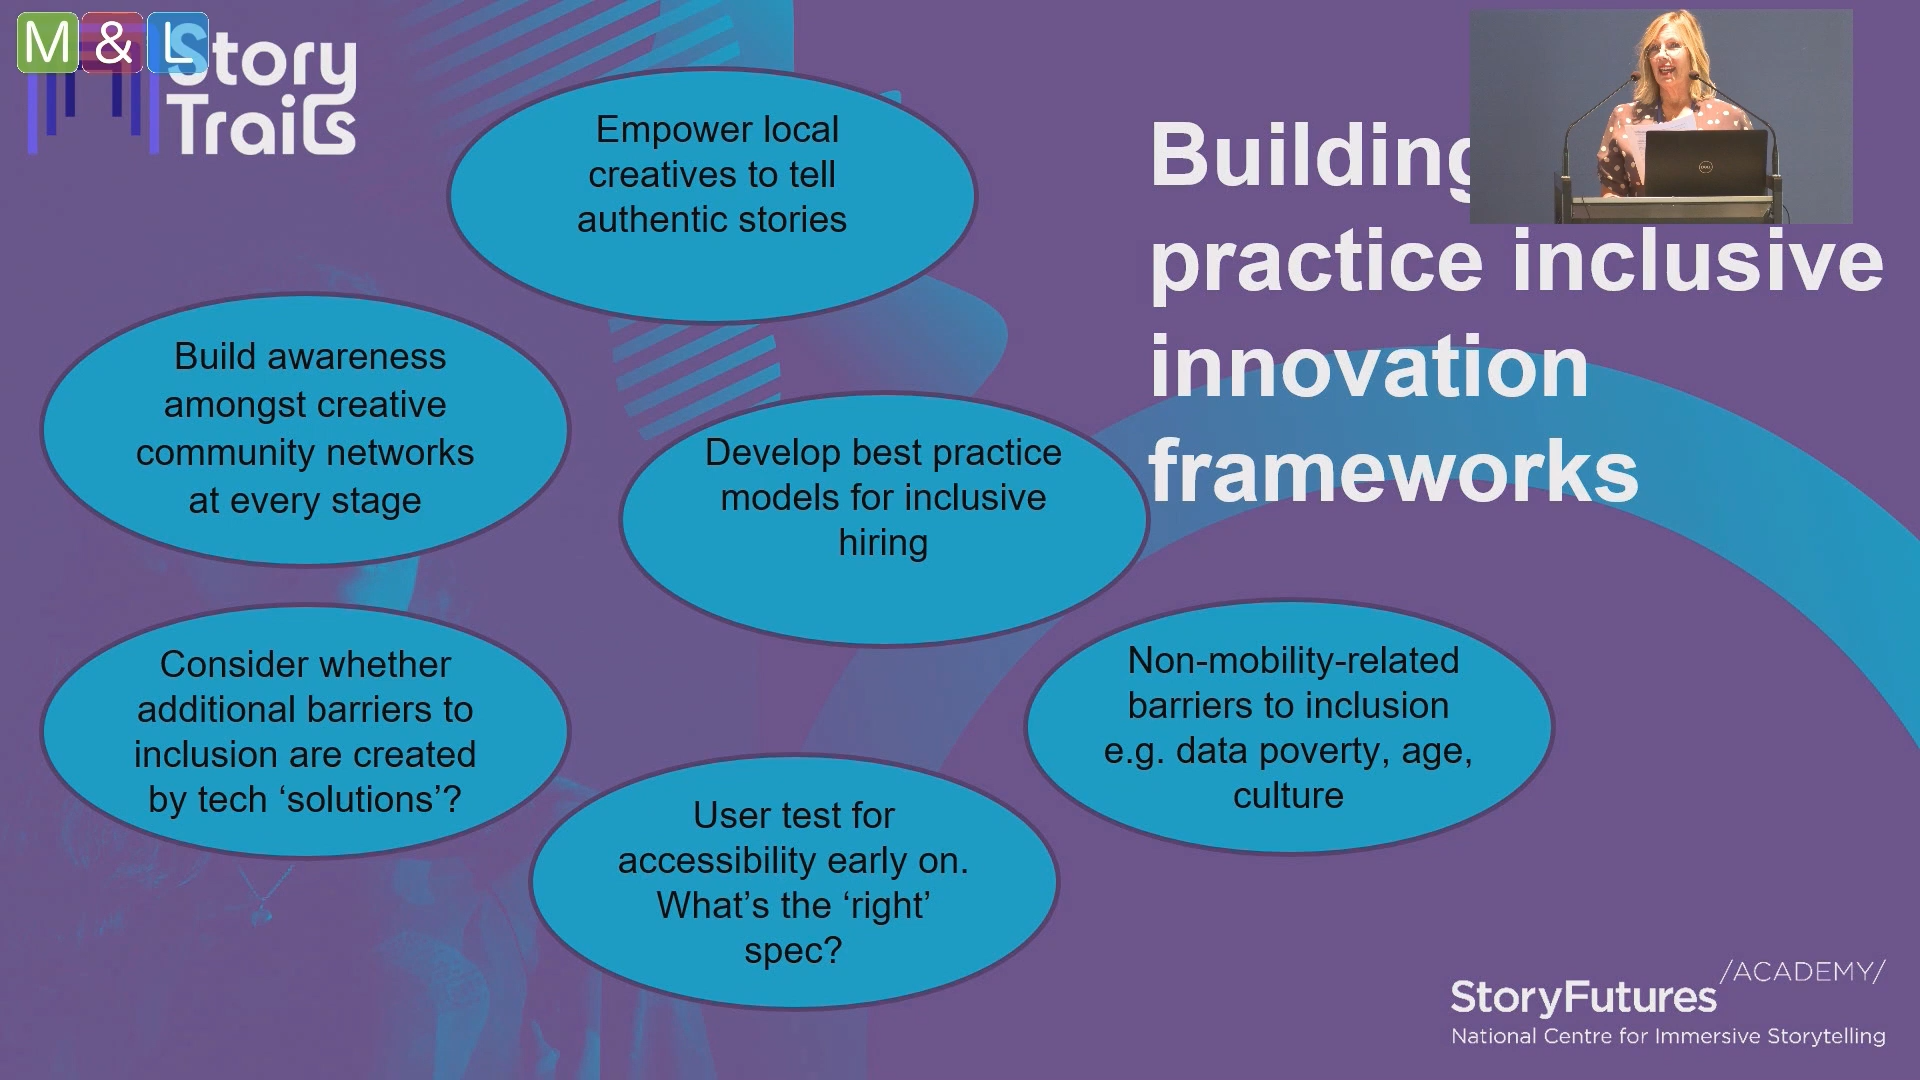 M & L
Story
Trails
Empower local
creatives to tell
authentic stories
Building
practice inclusive
innovation
frameworks
Build awareness
amongst creative
community networks
at every stage
Develop best practice
models for inclusive
hiring
Consider whether
additional barriers to
inclusion are created
by tech ‘solutions’?
Non-mobility-related
barriers to inclusion
e.g. data poverty, age,
culture
User test for
accessibility early on.
What’s the ‘right’
spec?
/ACADEMY/
StoryFutures
National Centre for Immersive Storytelling